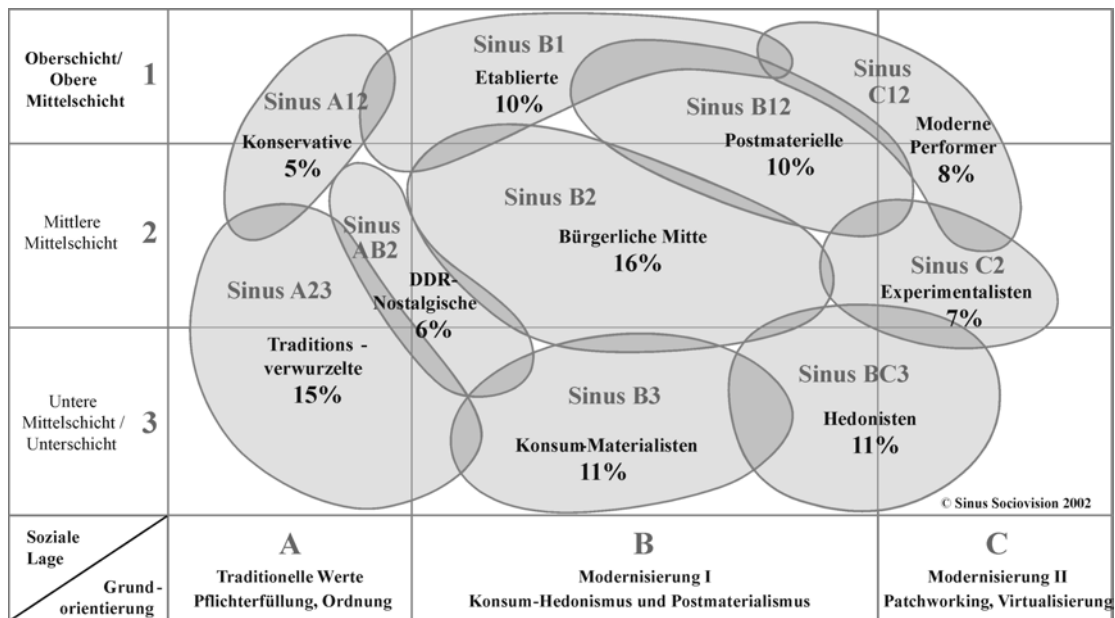 Oberschicht/
Obere
Mittelschicht
1
Sinus A12
Konservative
5%
Sinus B1
Etablierte
10%
Sinus B12
Postmaterielle
10%
Sinus
C12
Moderne
Performer
8%
Mittlere
Mittelschicht
2
Sinus
AB2
DDR-
Nostalgische
6%
Sinus B2
Bürgerliche Mitte
16%
Sinus C2
Experimentalisten
7%
Sinus A23
Traditions -
verwurzelte
15%
Untere
Mittelschicht /
Unterschicht
3
Sinus B3
Konsum-Materialisten
11%
Sinus BC3
Hedonisten
11%
© Sinus Sociovision 2002
Soziale
Lage
Grund-
orientierung
A
Traditionelle Werte
Pflichterfüllung, Ordnung
B
Modernisierung I
Konsum-Hedonismus und Postmaterialismus
C
Modernisierung II
Patchworking, Virtualisierung